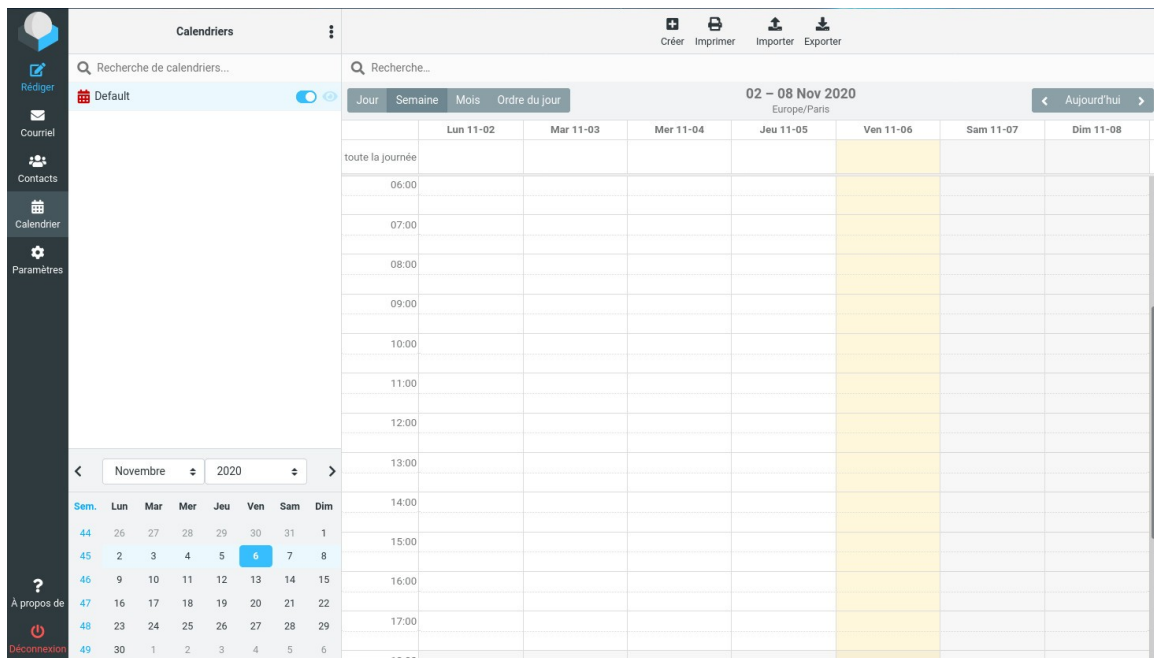 Calendriers
Créer Imprimer Importer Exporter
Recherche de calendriers...
Recherche...
Rédiger
Courriel
Contacts
Calendrier
Paramètres
À propos de
Déconnexion
Default
Jour Semaine Mois Ordre du jour
02 – 08 Nov 2020
Europe/Paris
Aujourd'hui
Lun 11-02 Mar 11-03 Mer 11-04 Jeu 11-05 Ven 11-06 Sam 11-07 Dim 11-08
toute la journée
06:00
07:00
08:00
09:00
10:00
11:00
12:00
13:00
14:00
15:00
16:00
17:00
Novembre 2020
Sem. Lun Mar Mer Jeu Ven Sam Dim
44 26 27 28 29 30 31 1
45 2 3 4 5 6 7 8
46 9 10 11 12 13 14 15
47 16 17 18 19 20 21 22
48 23 24 25 26 27 28 29
49 30 1 2 3 4 5 6